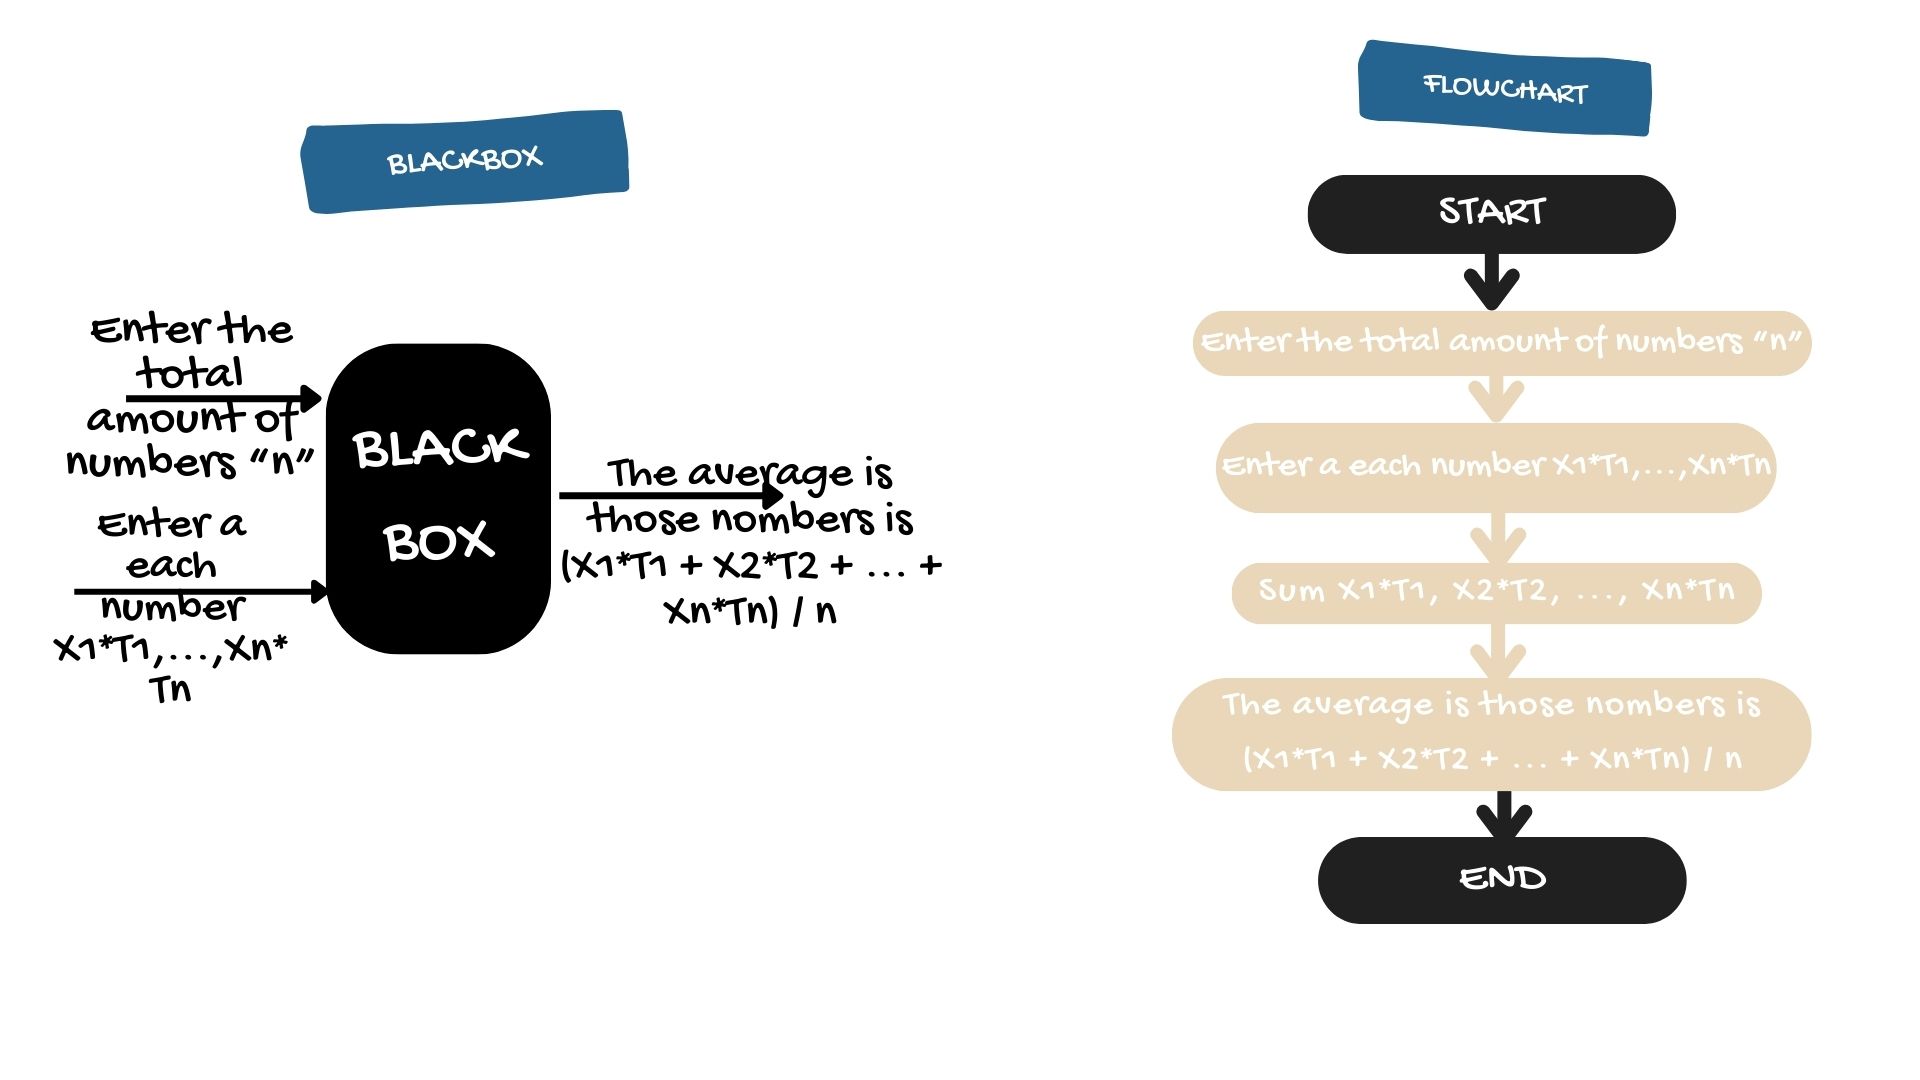 BLACKBOX
Enter the
total
amount of
numbers "n"
Enter a
each
number
X1*T1,...,Xn*
Tn
BLACK
BOX
The average is
those nombers is
(X1*T1 + X2*T2 + ... +
Xn*Tn) / n
FLOWCHART
START
Enter the total amount of numbers "n"
Enter a each number X1*T1,...,Xn*Tn
Sum X1*T1, X2*T2, ..., Xn*Tn
The average is those nombers is
(X1*T1 + X2*T2 + ... + Xn*Tn) / n
END